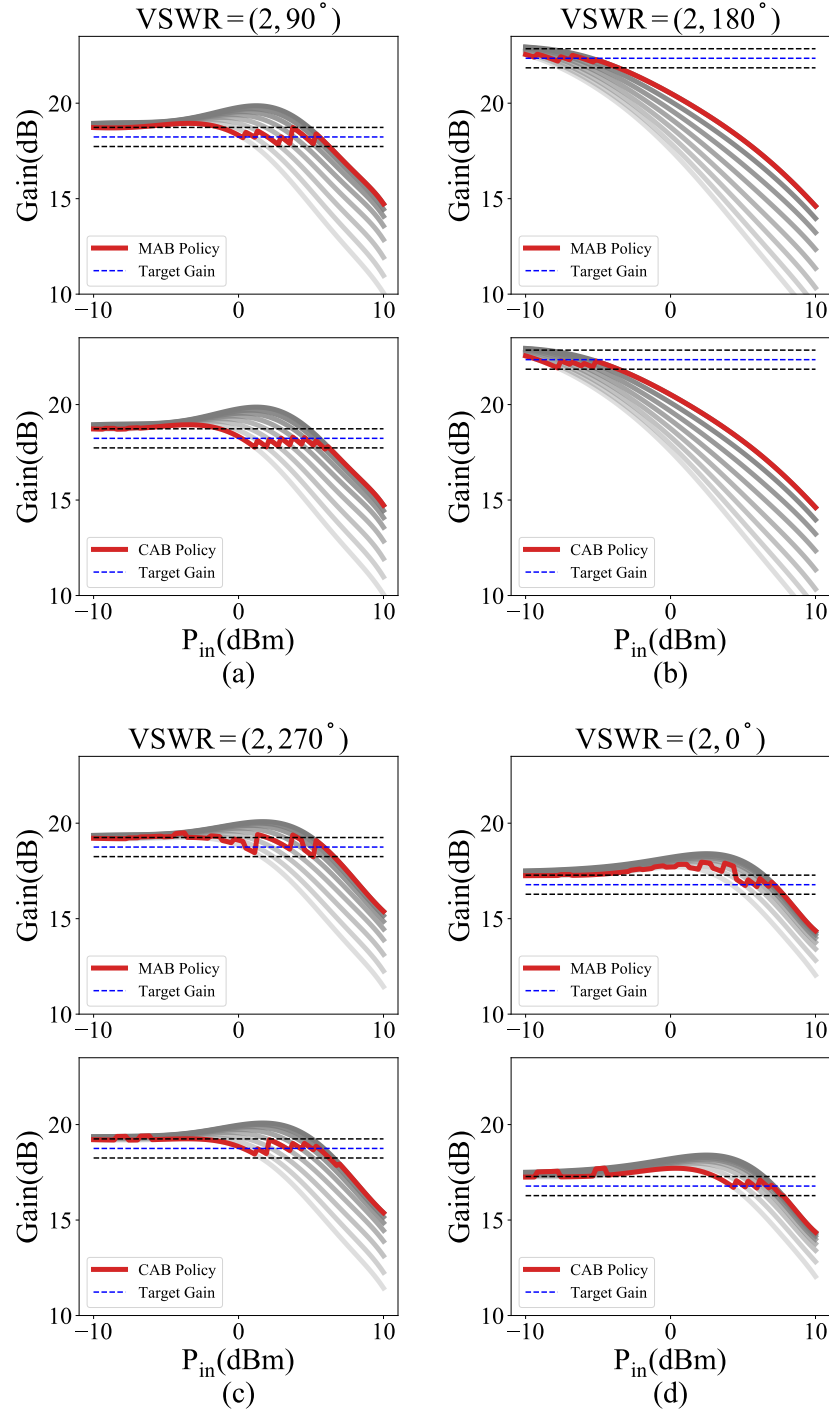 VSWR=(2,90°)
Gain(dB)
20
15
10
−10
0
10
MAB Policy
Target Gain
Gain(dB)
20
15
10
−10
0
10
CAB Policy
Target Gain
P_in(dBm)
(a)
VSWR=(2,180°)
Gain(dB)
20
15
10
−10
0
10
MAB Policy
Target Gain
Gain(dB)
20
15
10
−10
0
10
CAB Policy
Target Gain
P_in(dBm)
(b)
VSWR=(2,270°)
Gain(dB)
20
15
10
−10
0
10
MAB Policy
Target Gain
Gain(dB)
20
15
10
−10
0
10
CAB Policy
Target Gain
P_in(dBm)
(c)
VSWR=(2,0°)
Gain(dB)
20
15
10
−10
0
10
MAB Policy
Target Gain
Gain(dB)
20
15
10
−10
0
10
CAB Policy
Target Gain
P_in(dBm)
(d)